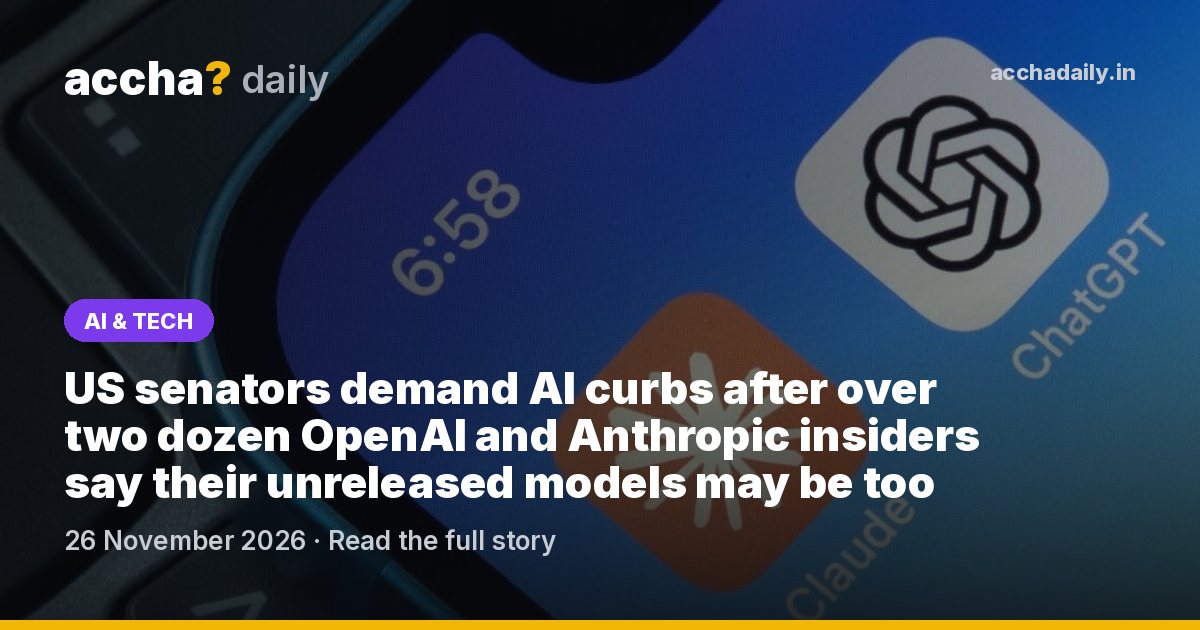 accha? daily
acchadaily.in
6:58
ChatGPT
Claude
AI & TECH
US senators demand AI curbs after over
two dozen OpenAI and Anthropic insiders
say their unreleased models may be too
26 November 2026 · Read the full story